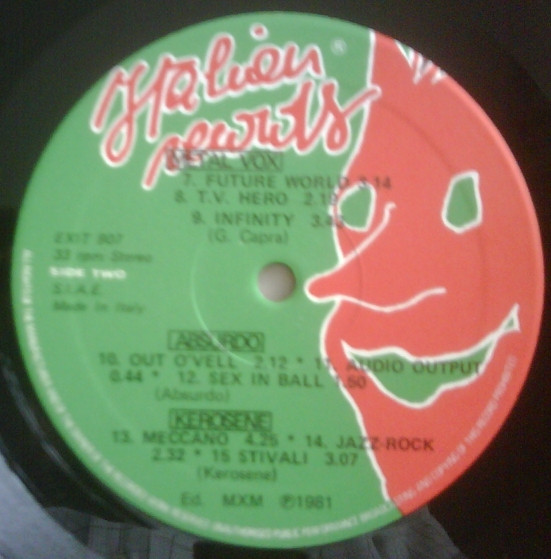 Italian ®
records
METAL VOX
7. FUTURE WORLD 3.14
8. T.V. HERO 2.19
9. INFINITY
(G. Capra)
EXIT 907
33 rpm Stereo
SIDE TWO
S.I.A.E.
Made in Italy
ABSURDO
10. OUT O'VELL 2.12 * 11. AUDIO OUTPUT
0.44 * 12. SEX IN BALL 1.50
(Absurdo)
KEROSENE
13. MECCANO 4.25 * 14. JAZZ-ROCK
2.32 * 15 STIVALI 3.07
(Kerosene)
Ed. MXM ℗1981